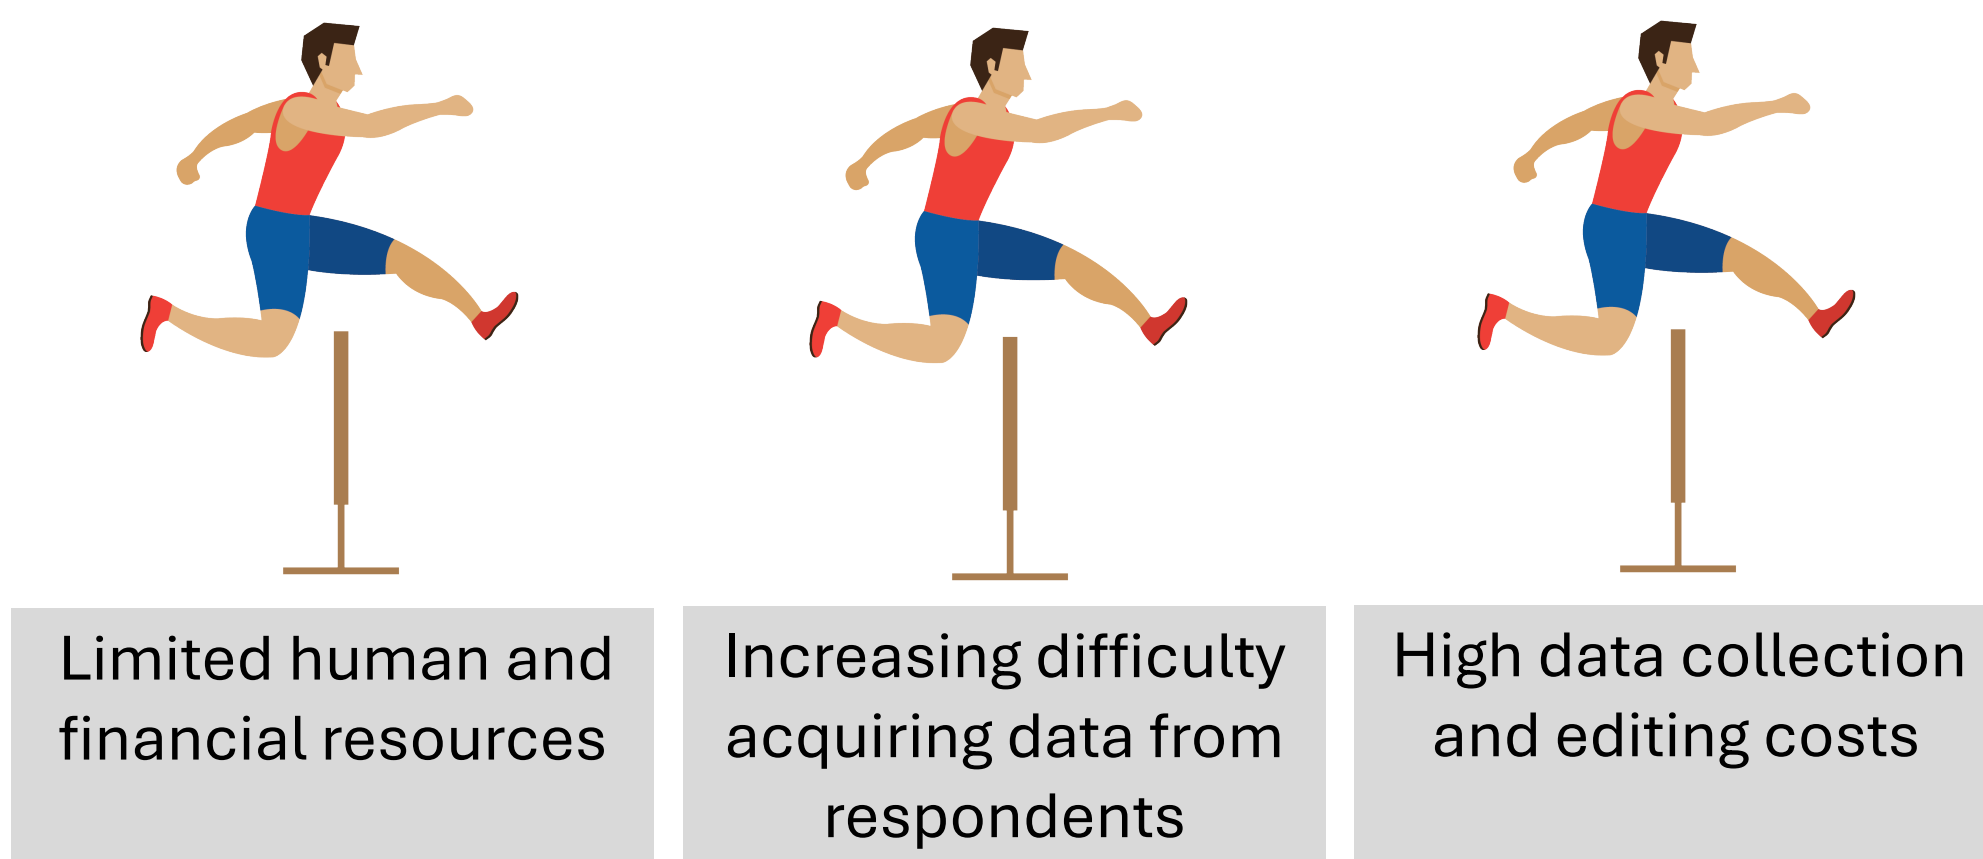 Limited human and
financial resources
Increasing difficulty
acquiring data from
respondents
High data collection
and editing costs